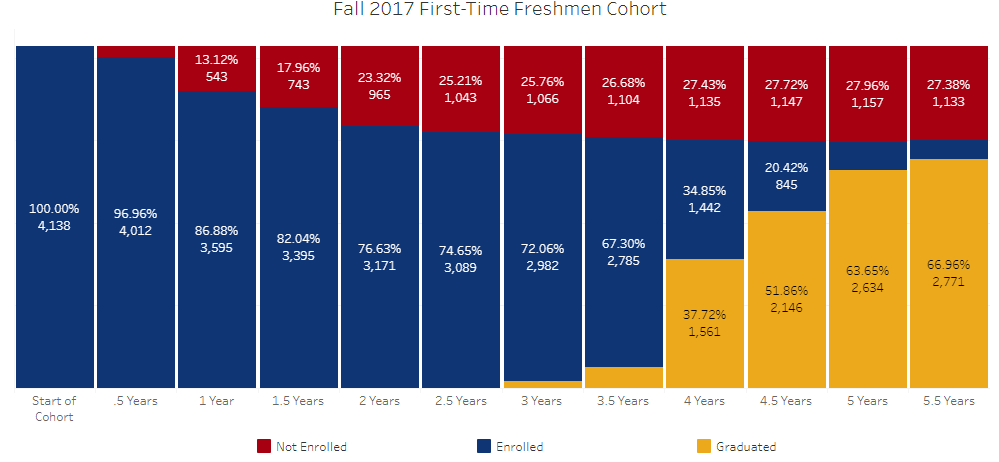 Fall 2017 First-Time Freshmen Cohort
13.12%
543
17.96%
743
23.32%
965
25.21%
1,043
25.76%
1,066
26.68%
1,104
27.43%
1,135
27.72%
1,147
27.96%
1,157
27.38%
1,133
100.00%
4,138
96.96%
4,012
86.88%
3,595
82.04%
3,395
76.63%
3,171
74.65%
3,089
72.06%
2,982
67.30%
2,785
34.85%
1,442
20.42%
845
37.72%
1,561
51.86%
2,146
63.65%
2,634
66.96%
2,771
Start of
Cohort
.5 Years
1 Year
1.5 Years
2 Years
2.5 Years
3 Years
3.5 Years
4 Years
4.5 Years
5 Years
5.5 Years
Not Enrolled
Enrolled
Graduated